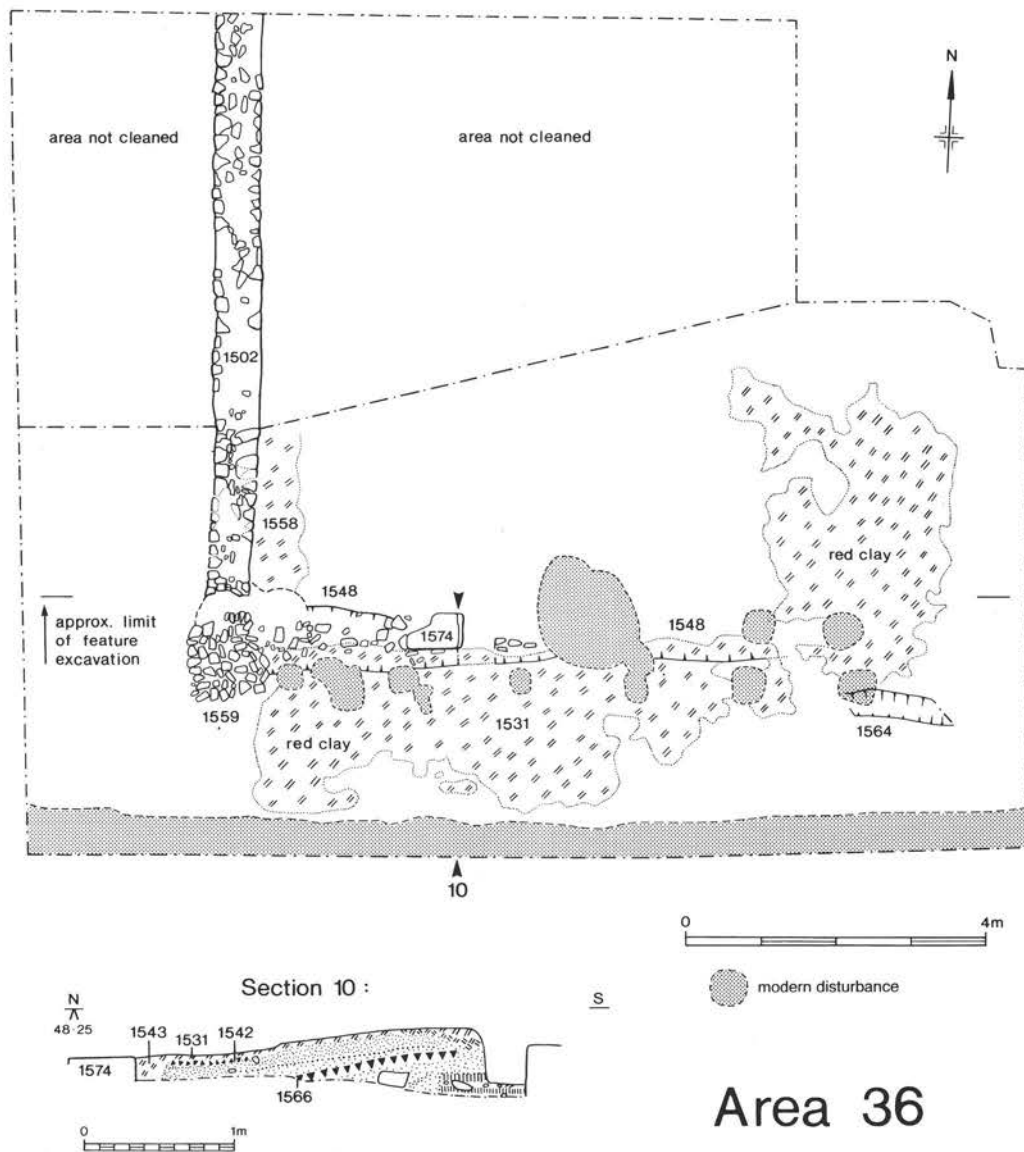 N
area not cleaned
area not cleaned
1502
1558
red clay
1548
approx. limit
of feature
excavation
1574
1548
1559
1531
red clay
1564
10
0 4m
modern disturbance
Section 10 :
N
48·25
S
1543 1531 1542
1574
1566
0 1m
Area 36